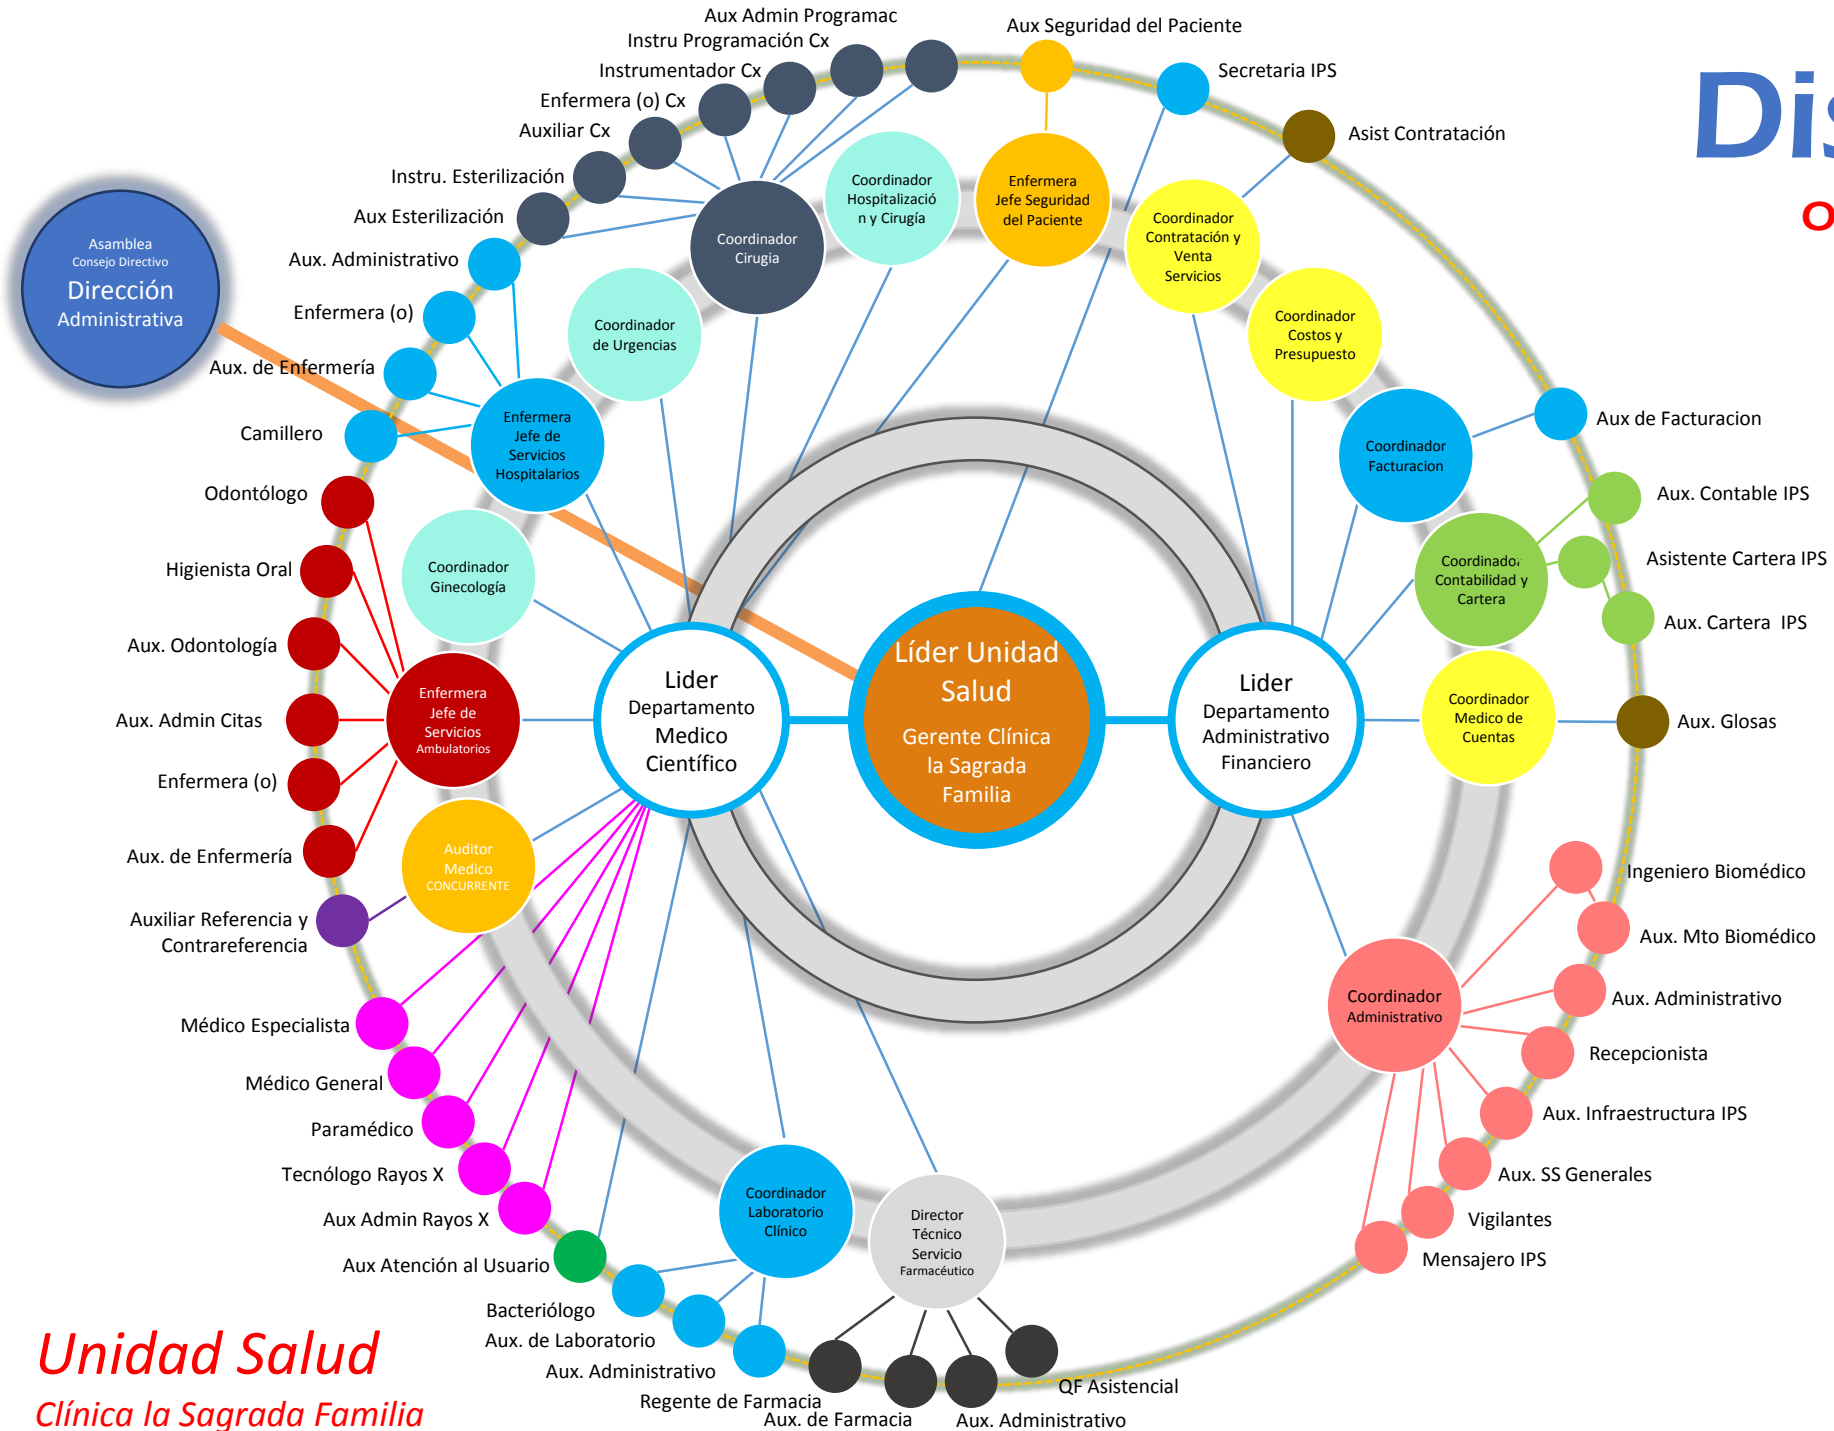 Aux Admin Programac
Instru Programación Cx
Instrumentador Cx
Enfermera (o) Cx
Auxiliar Cx
Instru. Esterilización
Aux Esterilización
Aux. Administrativo
Enfermera (o)
Aux. de Enfermería
Camillero
Odontólogo
Higienista Oral
Aux. Odontología
Aux. Admin Citas
Enfermera (o)
Aux. de Enfermería
Auxiliar Referencia y
Contrareferencia
Médico Especialista
Médico General
Paramédico
Tecnólogo Rayos X
Aux Admin Rayos X
Aux Atención al Usuario
Bacteriólogo
Aux. de Laboratorio
Aux. Administrativo
Regente de Farmacia
Aux. de Farmacia
Aux. Administrativo
QF Asistencial
Aux Seguridad del Paciente
Secretaria IPS
Asist Contratación
Aux de Facturacion
Aux. Contable IPS
Asistente Cartera IPS
Aux. Cartera  IPS
Aux. Glosas
Ingeniero Biomédico
Aux. Mto Biomédico
Aux. Administrativo
Recepcionista
Aux. Infraestructura IPS
Aux. SS Generales
Vigilantes
Mensajero IPS
Asamblea
Consejo Directivo
Dirección
Administrativa
Coordinador
Cirugia
Coordinador
Hospitalizació
n y Cirugía
Enfermera
Jefe Seguridad
del Paciente
Coordinador
Contratación y
Venta
Servicios
Coordinador
Costos y
Presupuesto
Coordinador
Facturacion
Coordinador
Contabilidad y
Cartera
Coordinador
Medico de
Cuentas
Coordinador
Administrativo
Coordinador
de Urgencias
Enfermera
Jefe de
Servicios
Hospitalarios
Coordinador
Ginecología
Enfermera
Jefe de
Servicios
Ambulatorios
Auditor
Medico
CONCURRENTE
Coordinador
Laboratorio
Clínico
Director
Técnico
Servicio
Farmacéutico
Lider
Departamento
Medico
Científico
Líder Unidad
Salud
Gerente Clínica
la Sagrada
Familia
Lider
Departamento
Administrativo
Financiero
Unidad Salud
Clínica la Sagrada Familia